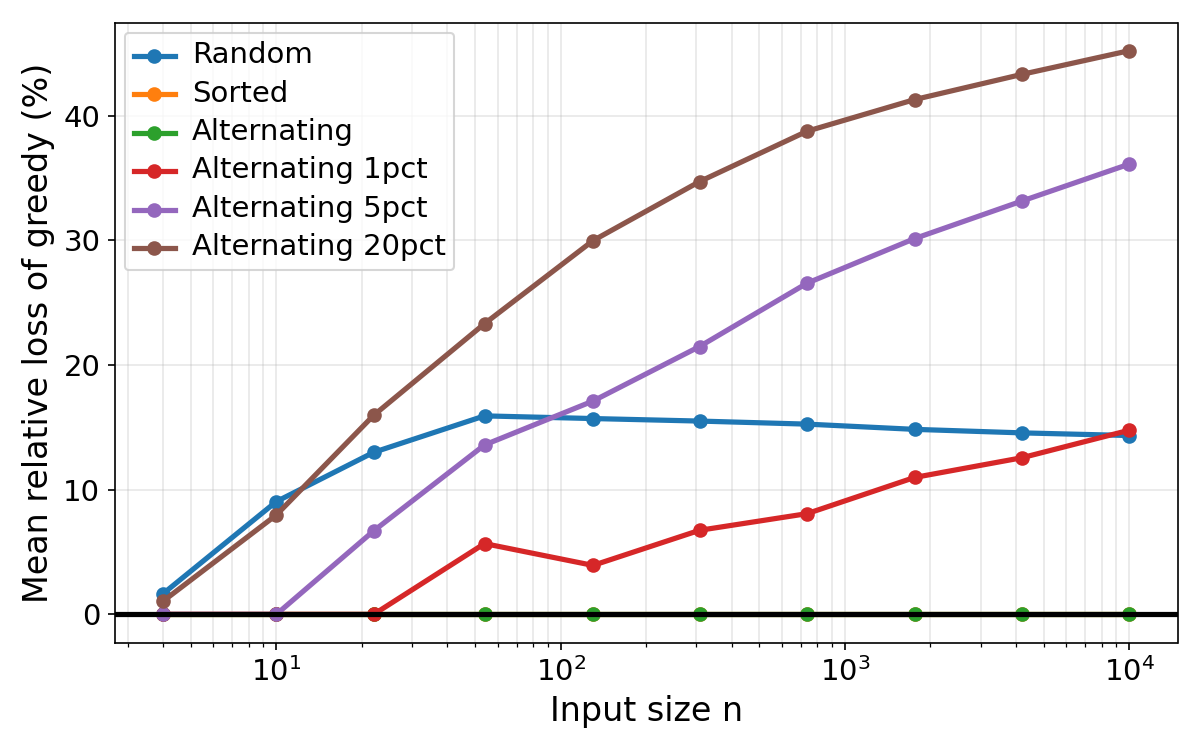 Random
Sorted
Alternating
Alternating 1pct
Alternating 5pct
Alternating 20pct
Mean relative loss of greedy (%)
40
30
20
10
0
10¹
10²
10³
10⁴
Input size n